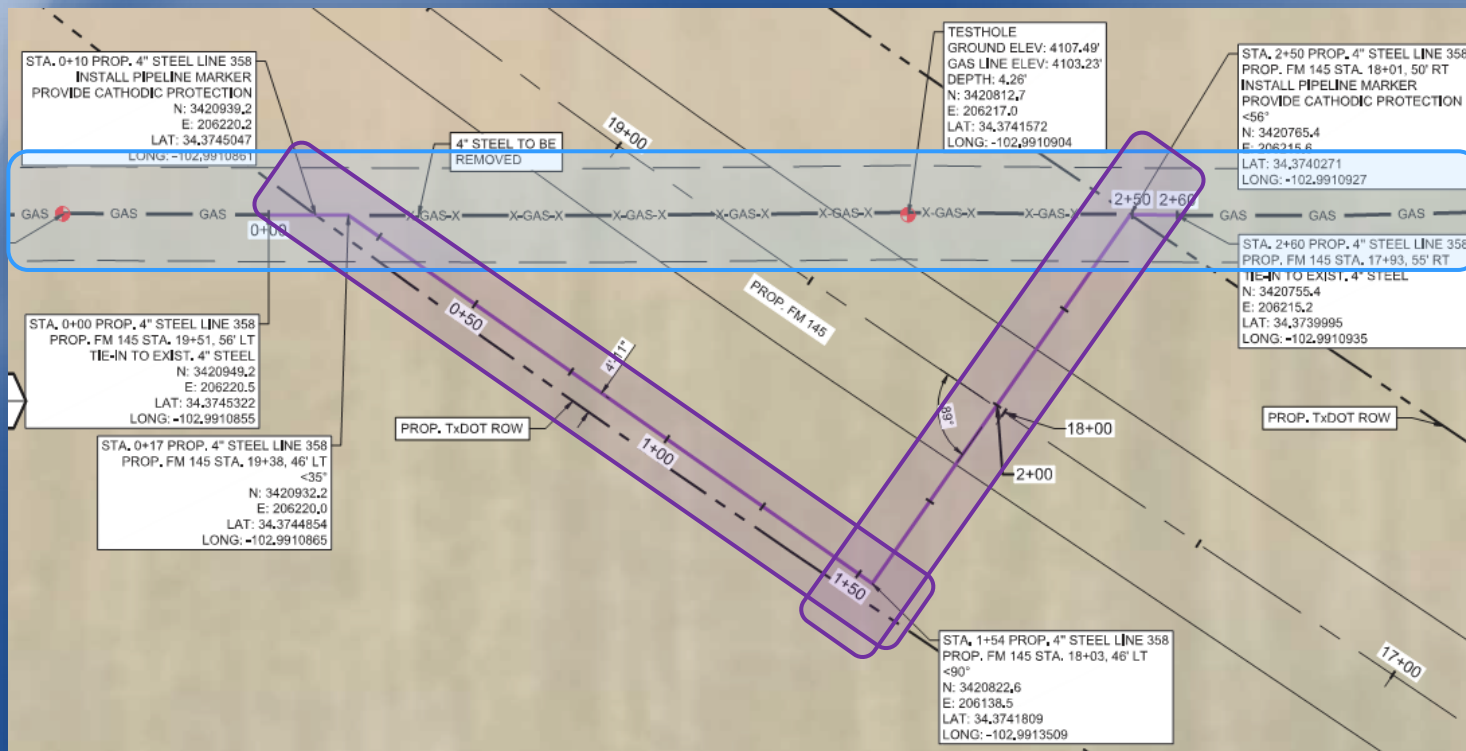 STA. 0+10 PROP. 4" STEEL LINE 358
INSTALL PIPELINE MARKER
PROVIDE CATHODIC PROTECTION
N: 3420939.2
E: 206220.2
LAT: 34.3745047
LONG: -102.9910861
4" STEEL TO BE
REMOVED
19+00
TESTHOLE
GROUND ELEV: 4107.49'
GAS LINE ELEV: 4103.23'
DEPTH: 4.26'
N: 3420812.7
E: 206217.0
LAT: 34.3741572
LONG: -102.9910904
STA. 2+50 PROP. 4" STEEL LINE 358
PROP. FM 145 STA. 18+01, 50' RT
INSTALL PIPELINE MARKER
PROVIDE CATHODIC PROTECTION
<56°
N: 3420765.4
E: 206215.6
LAT: 34.3740271
LONG: -102.9910927
GAS
GAS
GAS
0+00
X-GAS-X
X-GAS-X
X-GAS-X
X-GAS-X
X-GAS-X
X-GAS-X
X-GAS-X
2+50
2+60
GAS
GAS
GAS
STA. 2+60 PROP. 4" STEEL LINE 358
PROP. FM 145 STA. 17+93, 55' RT
TIE-IN TO EXIST. 4" STEEL
N: 3420755.4
E: 206215.2
LAT: 34.3739995
LONG: -102.9910935
STA. 0+00 PROP. 4" STEEL LINE 358
PROP. FM 145 STA. 19+51, 56' LT
TIE-IN TO EXIST. 4" STEEL
N: 3420949.2
E: 206220.5
LAT: 34.3745322
LONG: -102.9910855
0+50
PROP. FM 145
4'-11"
STA. 0+17 PROP. 4" STEEL LINE 358
PROP. FM 145 STA. 19+38, 46' LT
<35°
N: 3420932.2
E: 206220.0
LAT: 34.3744854
LONG: -102.9910865
PROP. TxDOT ROW
1+00
89°
18+00
2+00
PROP. TxDOT ROW
1+50
STA. 1+54 PROP. 4" STEEL LINE 358
PROP. FM 145 STA. 18+03, 46' LT
<90°
N: 3420822.6
E: 206138.5
LAT: 34.3741809
LONG: -102.9913509
17+00